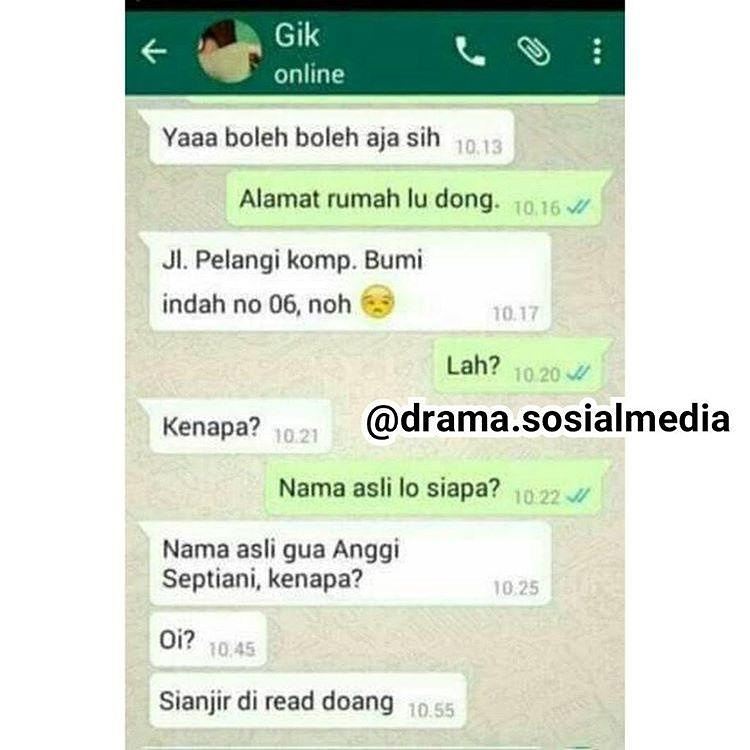 Gik
online
Yaaa boleh boleh aja sih 10.13
Alamat rumah lu dong. 10.16
Jl. Pelangi komp. Bumi
indah no 06, noh 😒 10.17
Lah? 10.20
@drama.sosialmedia
Kenapa? 10.21
Nama asli lo siapa? 10.22
Nama asli gua Anggi
Septiani, kenapa? 10.25
Oi? 10.45
Sianjir di read doang 10.55